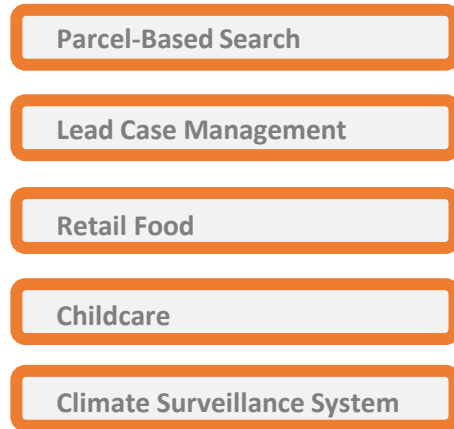 Parcel-Based Search
Lead Case Management
Retail Food
Childcare
Climate Surveillance System